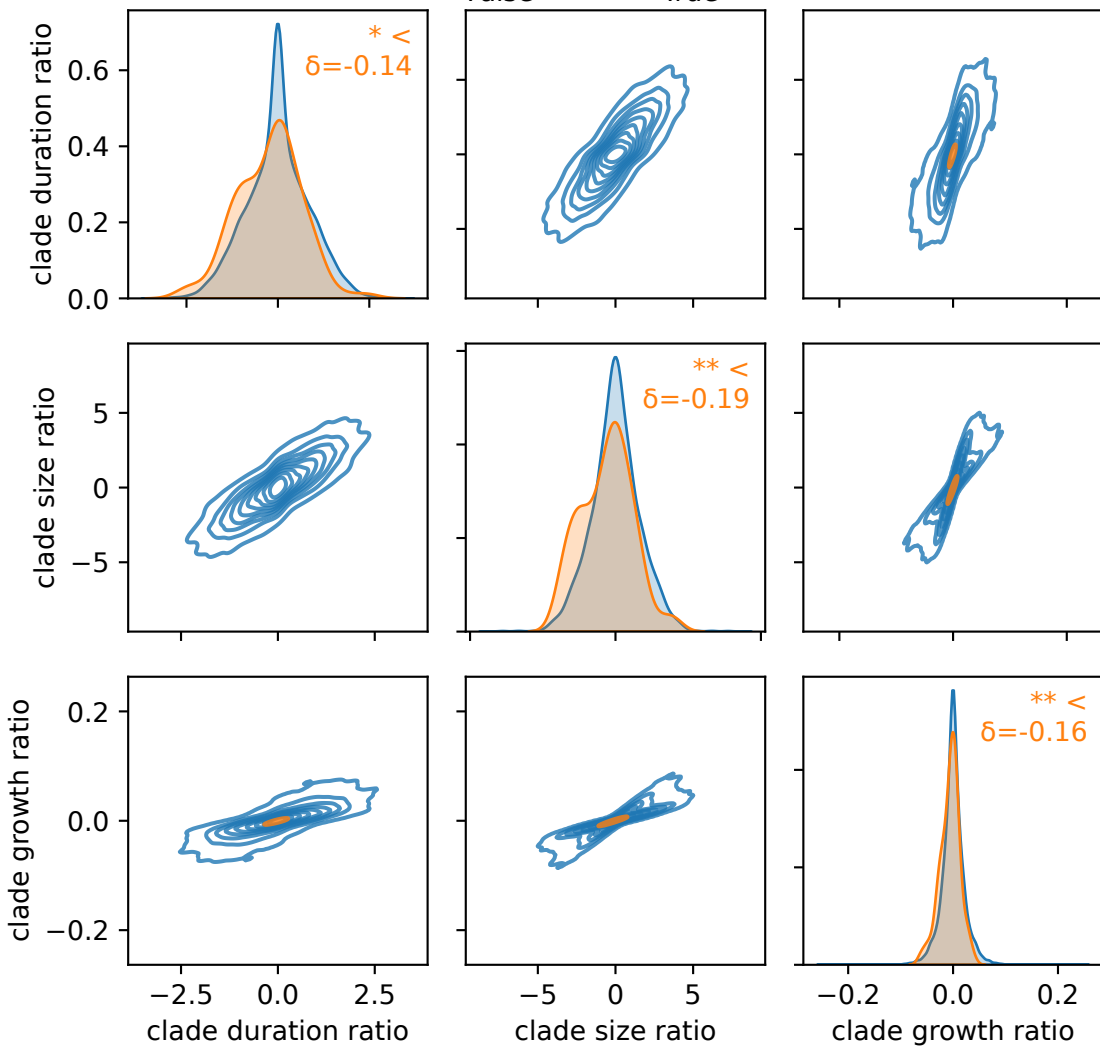 clade duration ratio
0.6
0.4
0.2
0.0
* <
δ=-0.14
clade size ratio
5
0
−5
** <
δ=-0.19
clade growth ratio
0.2
0.0
−0.2
** <
δ=-0.16
−2.5 0.0 2.5
−5 0 5
−0.2 0.0 0.2
clade duration ratio
clade size ratio
clade growth ratio